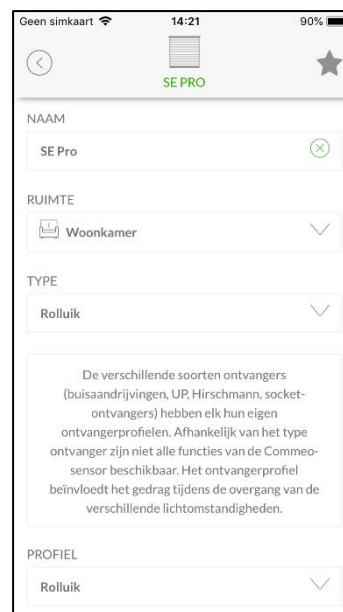 Geen simkaart 14:21 90%
SE PRO
NAAM
SE Pro
RUIMTE
Woonkamer
TYPE
Rolluik
De verschillende soorten ontvangers
(buisaandrijvingen, UP, Hirschmann, socket-
ontvangers) hebben elk hun eigen
ontvangerprofielen. Afhankelijk van het type
ontvanger zijn niet alle functies van de Commeo-
sensor beschikbaar. Het ontvangerprofiel
beïnvloedt het gedrag tijdens de overgang van de
verschillende lichtomstandigheden.
PROFIEL
Rolluik